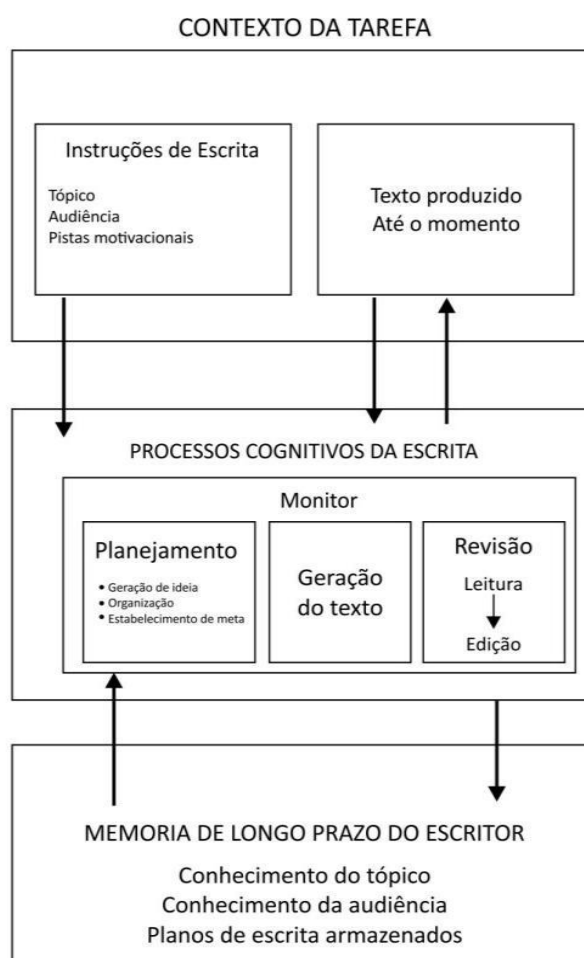 CONTEXTO DA TAREFA
Instruções de Escrita
Tópico
Audiência
Pistas motivacionais
Texto produzido
Até o momento
PROCESSOS COGNITIVOS DA ESCRITA
Monitor
Planejamento
• Geração de ideia
• Organização
• Estabelecimento de meta
Geração
do texto
Revisão
Leitura
Edição
MEMORIA DE LONGO PRAZO DO ESCRITOR
Conhecimento do tópico
Conhecimento da audiência
Planos de escrita armazenados